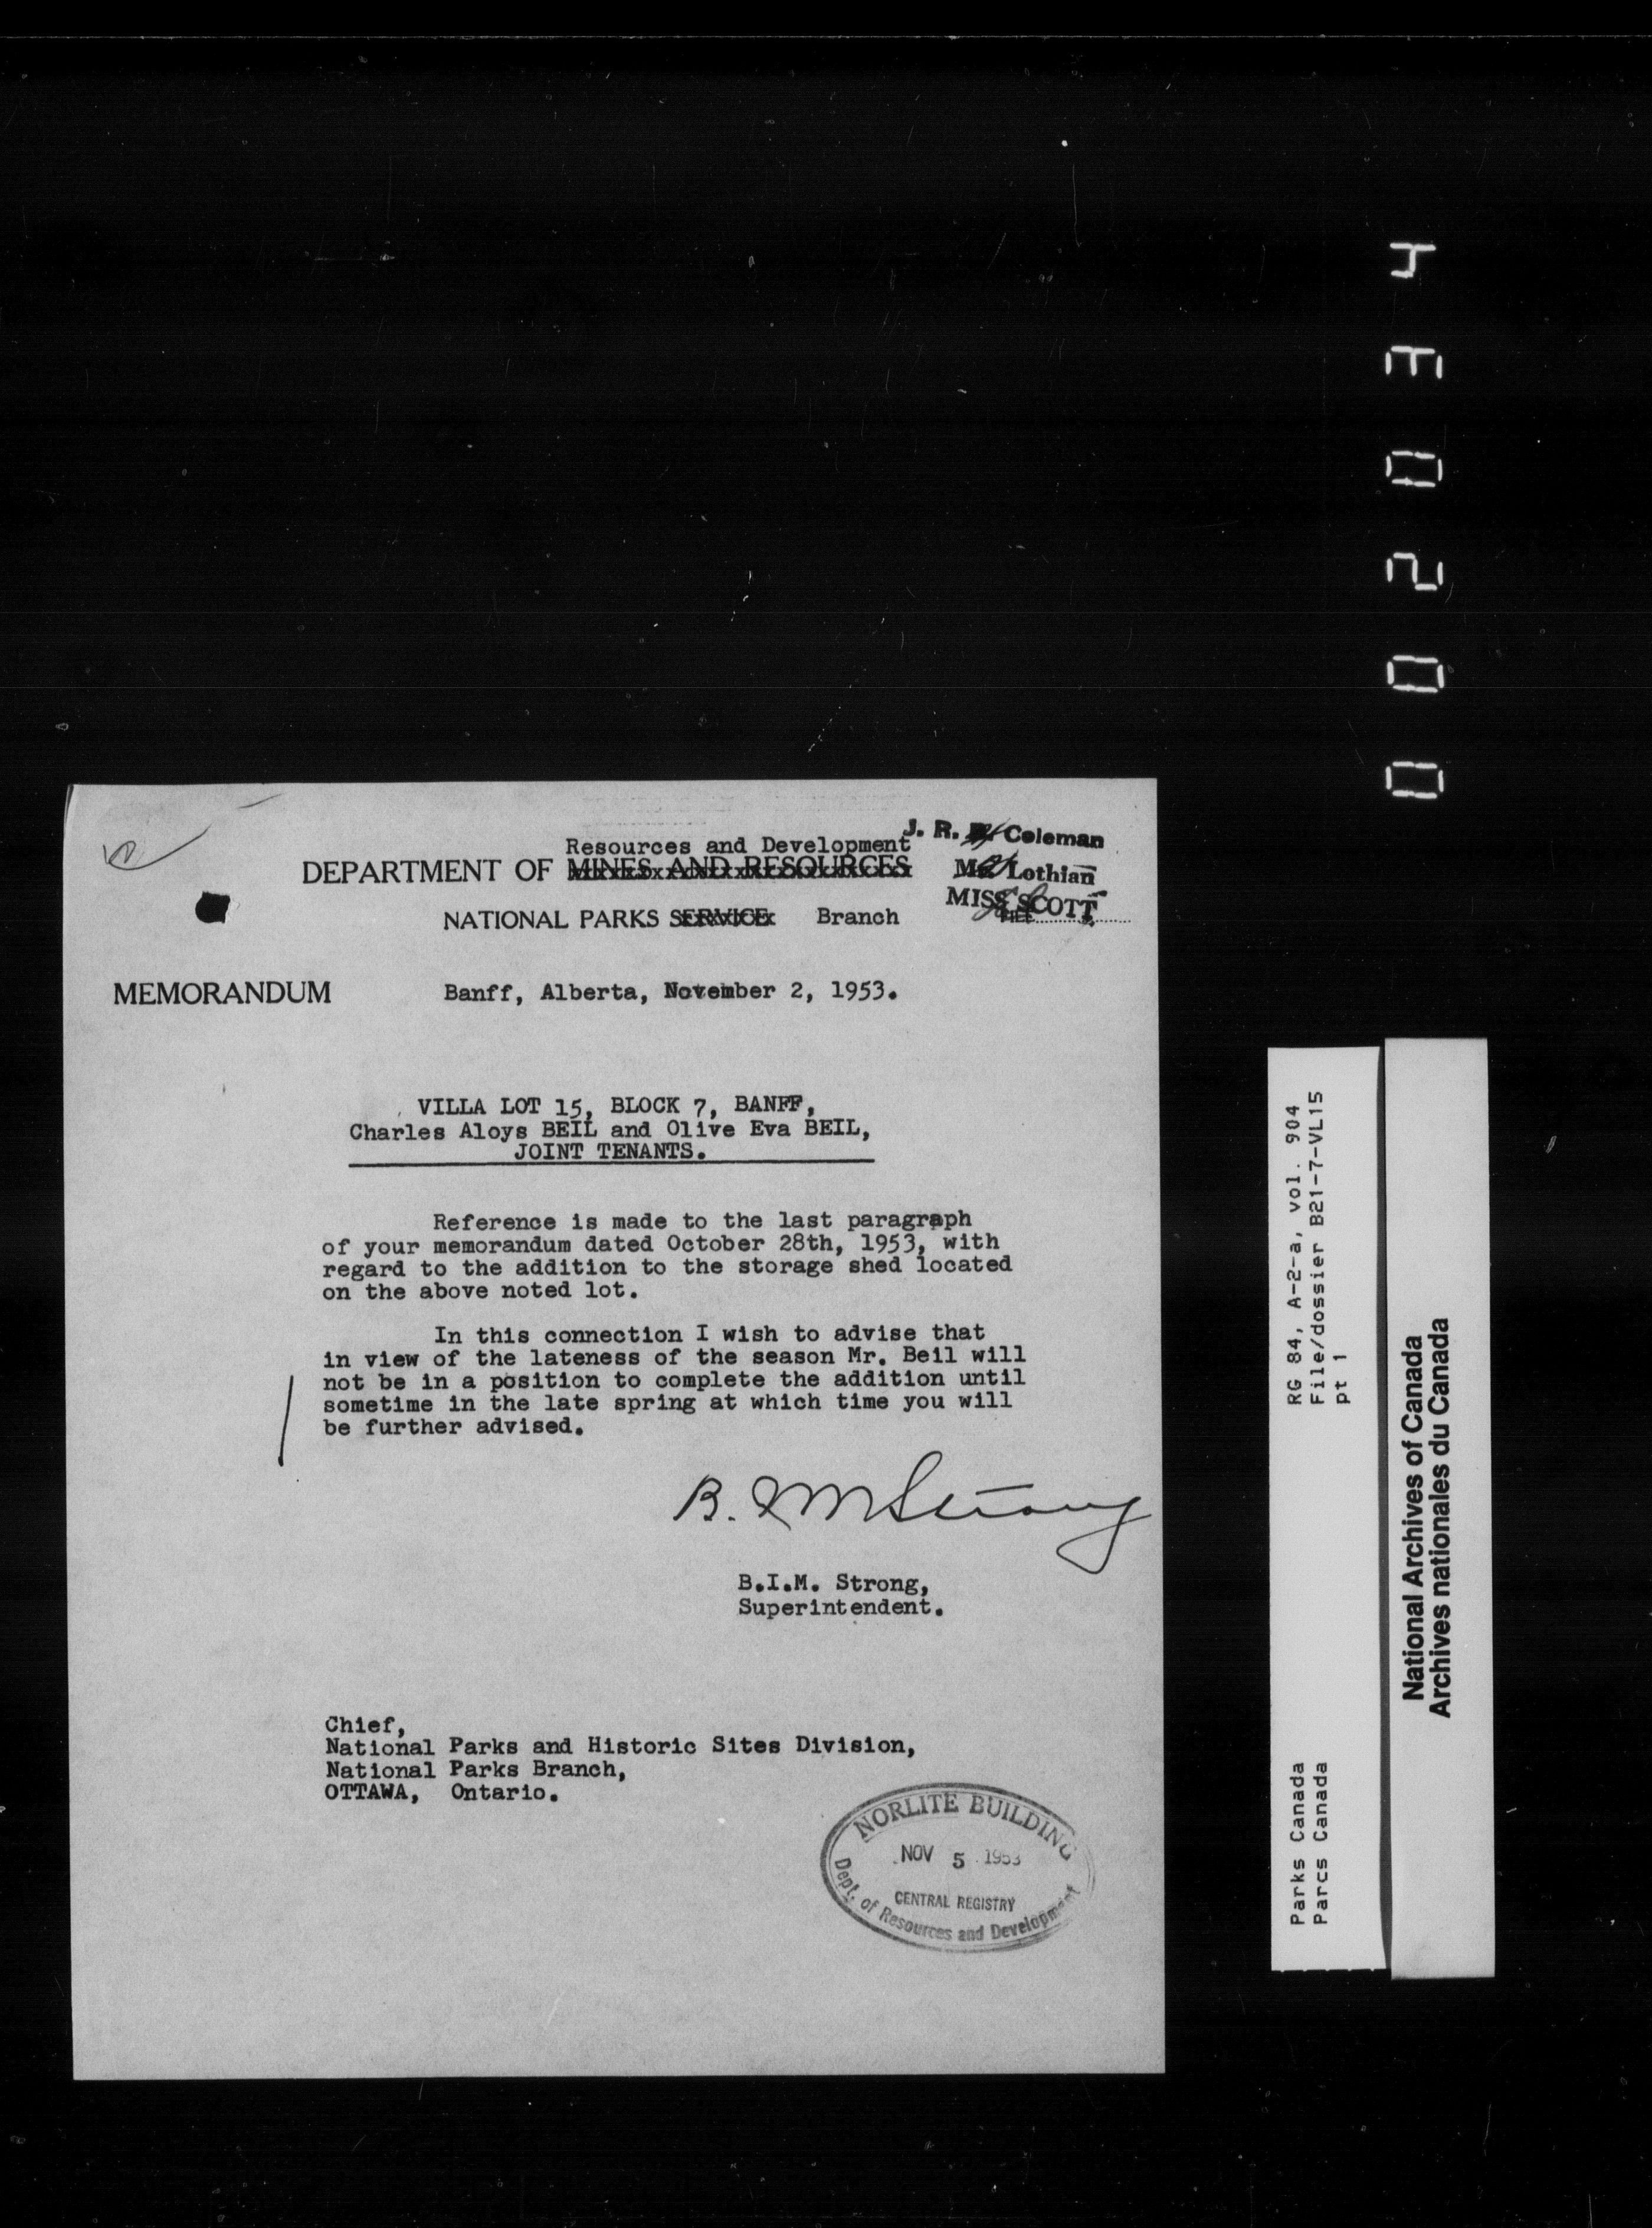 Resources and Development
DEPARTMENT OF MINES AND RESOURCES
NATIONAL PARKS SERVICE Branch
J. R. B. Coleman
Mr. Lothian
MISS SCOTT
FILE
MEMORANDUM
Banff, Alberta, November 2, 1953.
VILLA LOT 15, BLOCK 7, BANFF,
Charles Aloys BEIL and Olive Eva BEIL,
JOINT TENANTS.
Reference is made to the last paragraph
of your memorandum dated October 28th, 1953, with
regard to the addition to the storage shed located
on the above noted lot.
In this connection I wish to advise that
in view of the lateness of the season Mr. Beil will
not be in a position to complete the addition until
sometime in the late spring at which time you will
be further advised.
B. I M Strong
B.I.M. Strong,
Superintendent.
Chief,
National Parks and Historic Sites Division,
National Parks Branch,
OTTAWA, Ontario.
NORLITE BUILDING
NOV 5 1953
CENTRAL REGISTRY
Dept. of Resources and Development
RG 84, A-2-a, vol. 904
File/dossier B21-7-VL15
pt 1
Parks Canada
Parcs Canada
National Archives of Canada
Archives nationales du Canada